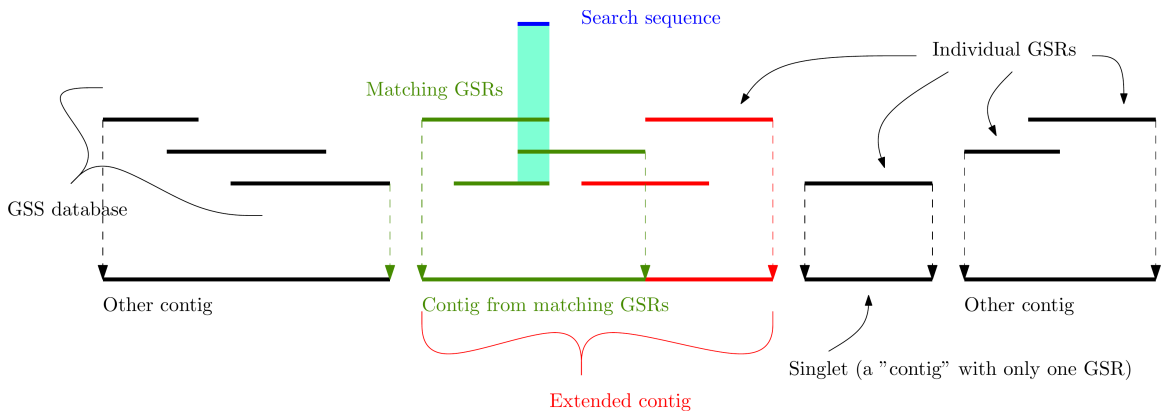 Search sequence
Individual GSRs
Matching GSRs
GSS database
Other contig
Contig from matching GSRs
Other contig
Singlet (a ”contig” with only one GSR)
Extended contig